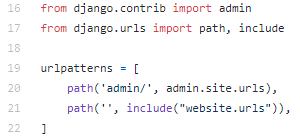 16 from django.contrib import admin
17 from django.urls import path, include
18
19 urlpatterns = [
20     path('admin/', admin.site.urls),
21     path('', include("website.urls")),
22 ]